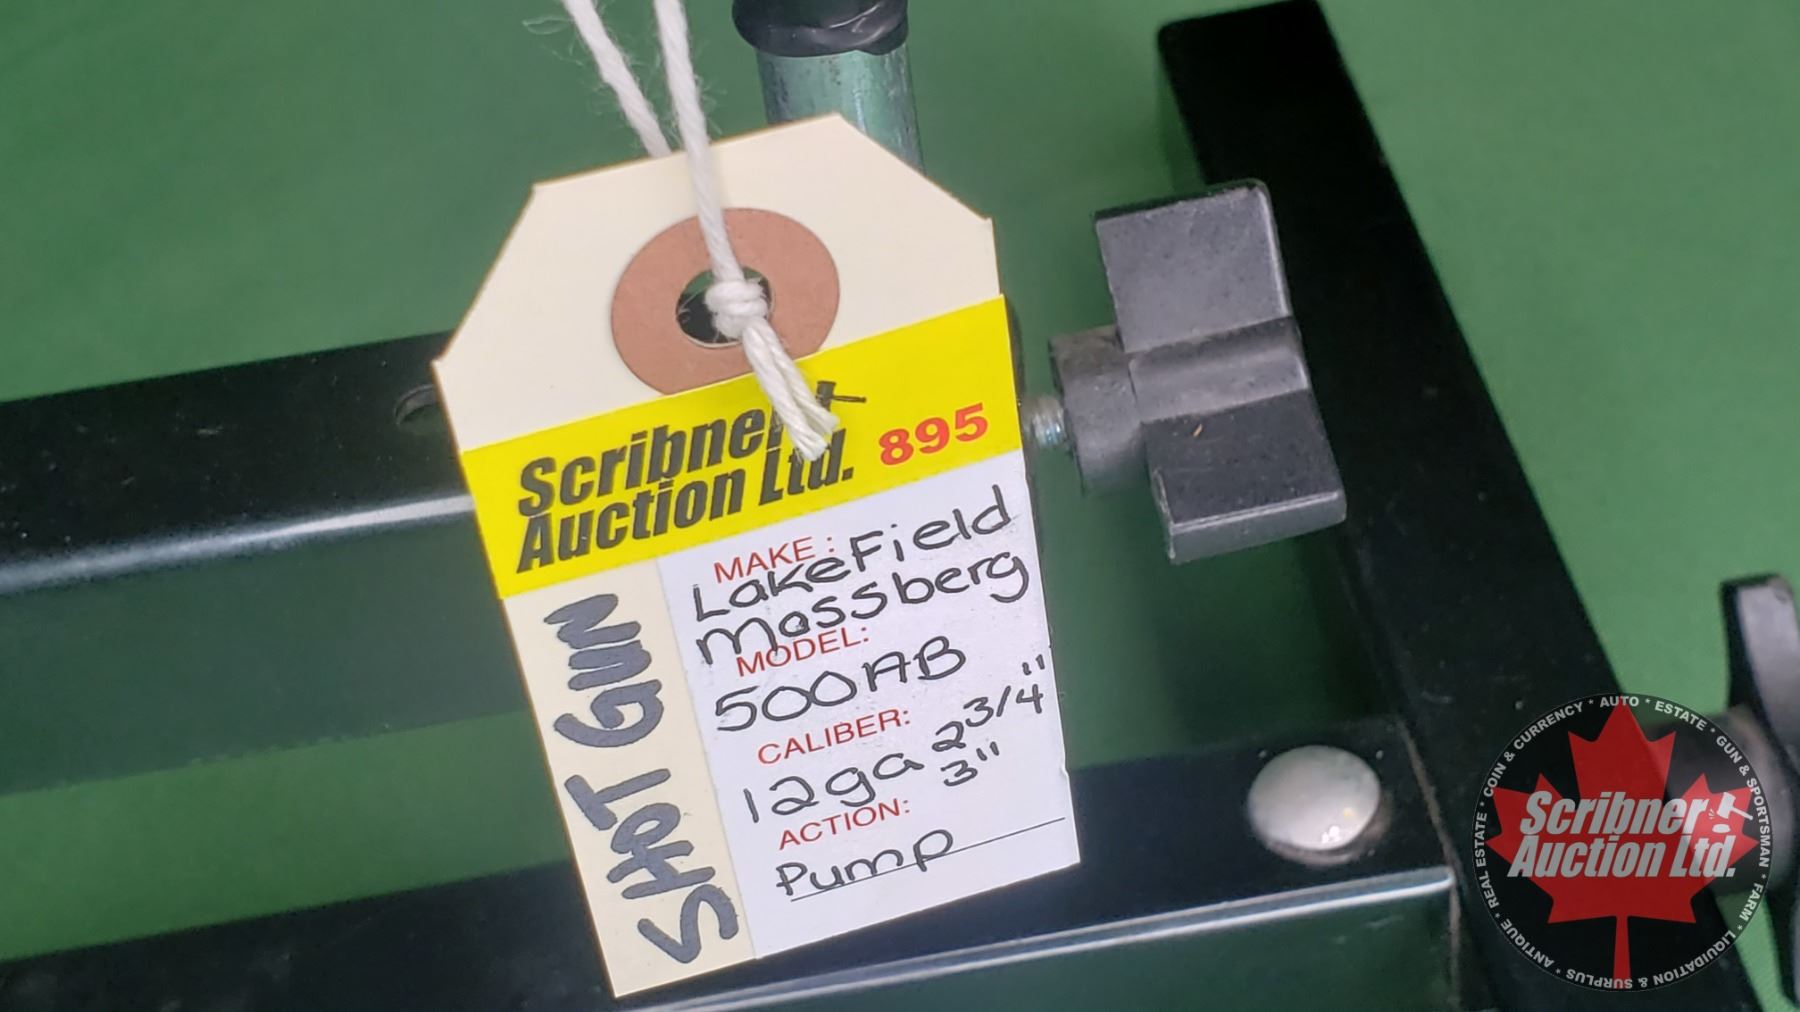 Scribner
Auction Ltd. 895
MAKE:
LakeField
Mossberg
MODEL:
500AB
CALIBER:
12ga 2 3/4"
3"
ACTION:
Pump
SHOT GUN
COIN & CURRENCY * AUTO * ESTATE * GUN & SPORTSMAN * FARM * LIQUIDATION & SURPLUS * ANTIQUE * REAL ESTATE *
Scribner
Auction Ltd.